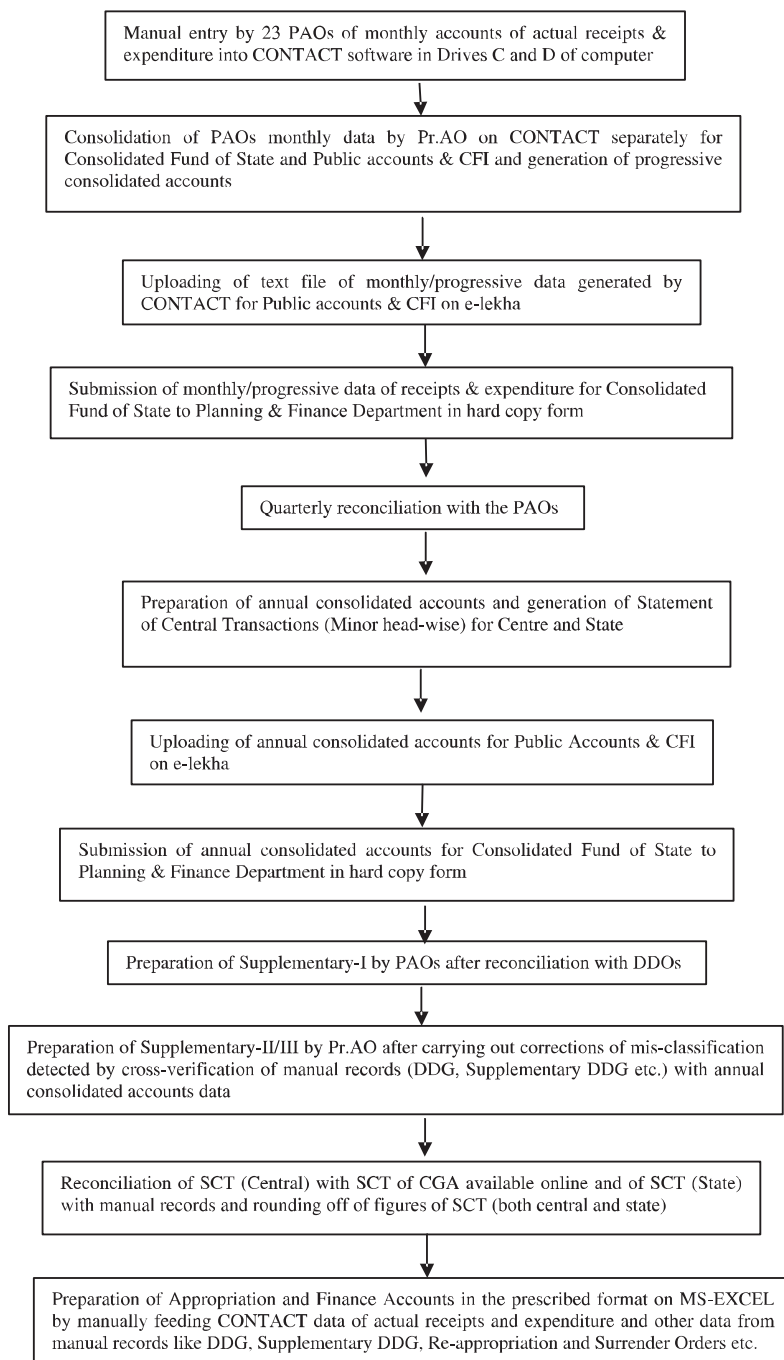 Manual entry by 23 PAOs of monthly accounts of actual receipts &
expenditure into CONTACT software in Drives C and D of computer
Consolidation of PAOs monthly data by Pr.AO on CONTACT separately for
Consolidated Fund of State and Public accounts & CFI and generation of progressive
consolidated accounts
Uploading of text file of monthly/progressive data generated by
CONTACT for Public accounts & CFI on e-lekha
Submission of monthly/progressive data of receipts & expenditure for Consolidated
Fund of State to Planning & Finance Department in hard copy form
Quarterly reconciliation with the PAOs
Preparation of annual consolidated accounts and generation of Statement
of Central Transactions (Minor head-wise) for Centre and State
Uploading of annual consolidated accounts for Public Accounts & CFI
on e-lekha
Submission of annual consolidated accounts for Consolidated Fund of State to
Planning & Finance Department in hard copy form
Preparation of Supplementary-I by PAOs after reconciliation with DDOs
Preparation of Supplementary-II/III by Pr.AO after carrying out corrections of mis-classification
detected by cross-verification of manual records (DDG, Supplementary DDG etc.) with annual
consolidated accounts data
Reconciliation of SCT (Central) with SCT of CGA available online and of SCT (State)
with manual records and rounding off of figures of SCT (both central and state)
Preparation of Appropriation and Finance Accounts in the prescribed format on MS-EXCEL
by manually feeding CONTACT data of actual receipts and expenditure and other data from
manual records like DDG, Supplementary DDG, Re-appropriation and Surrender Orders etc.